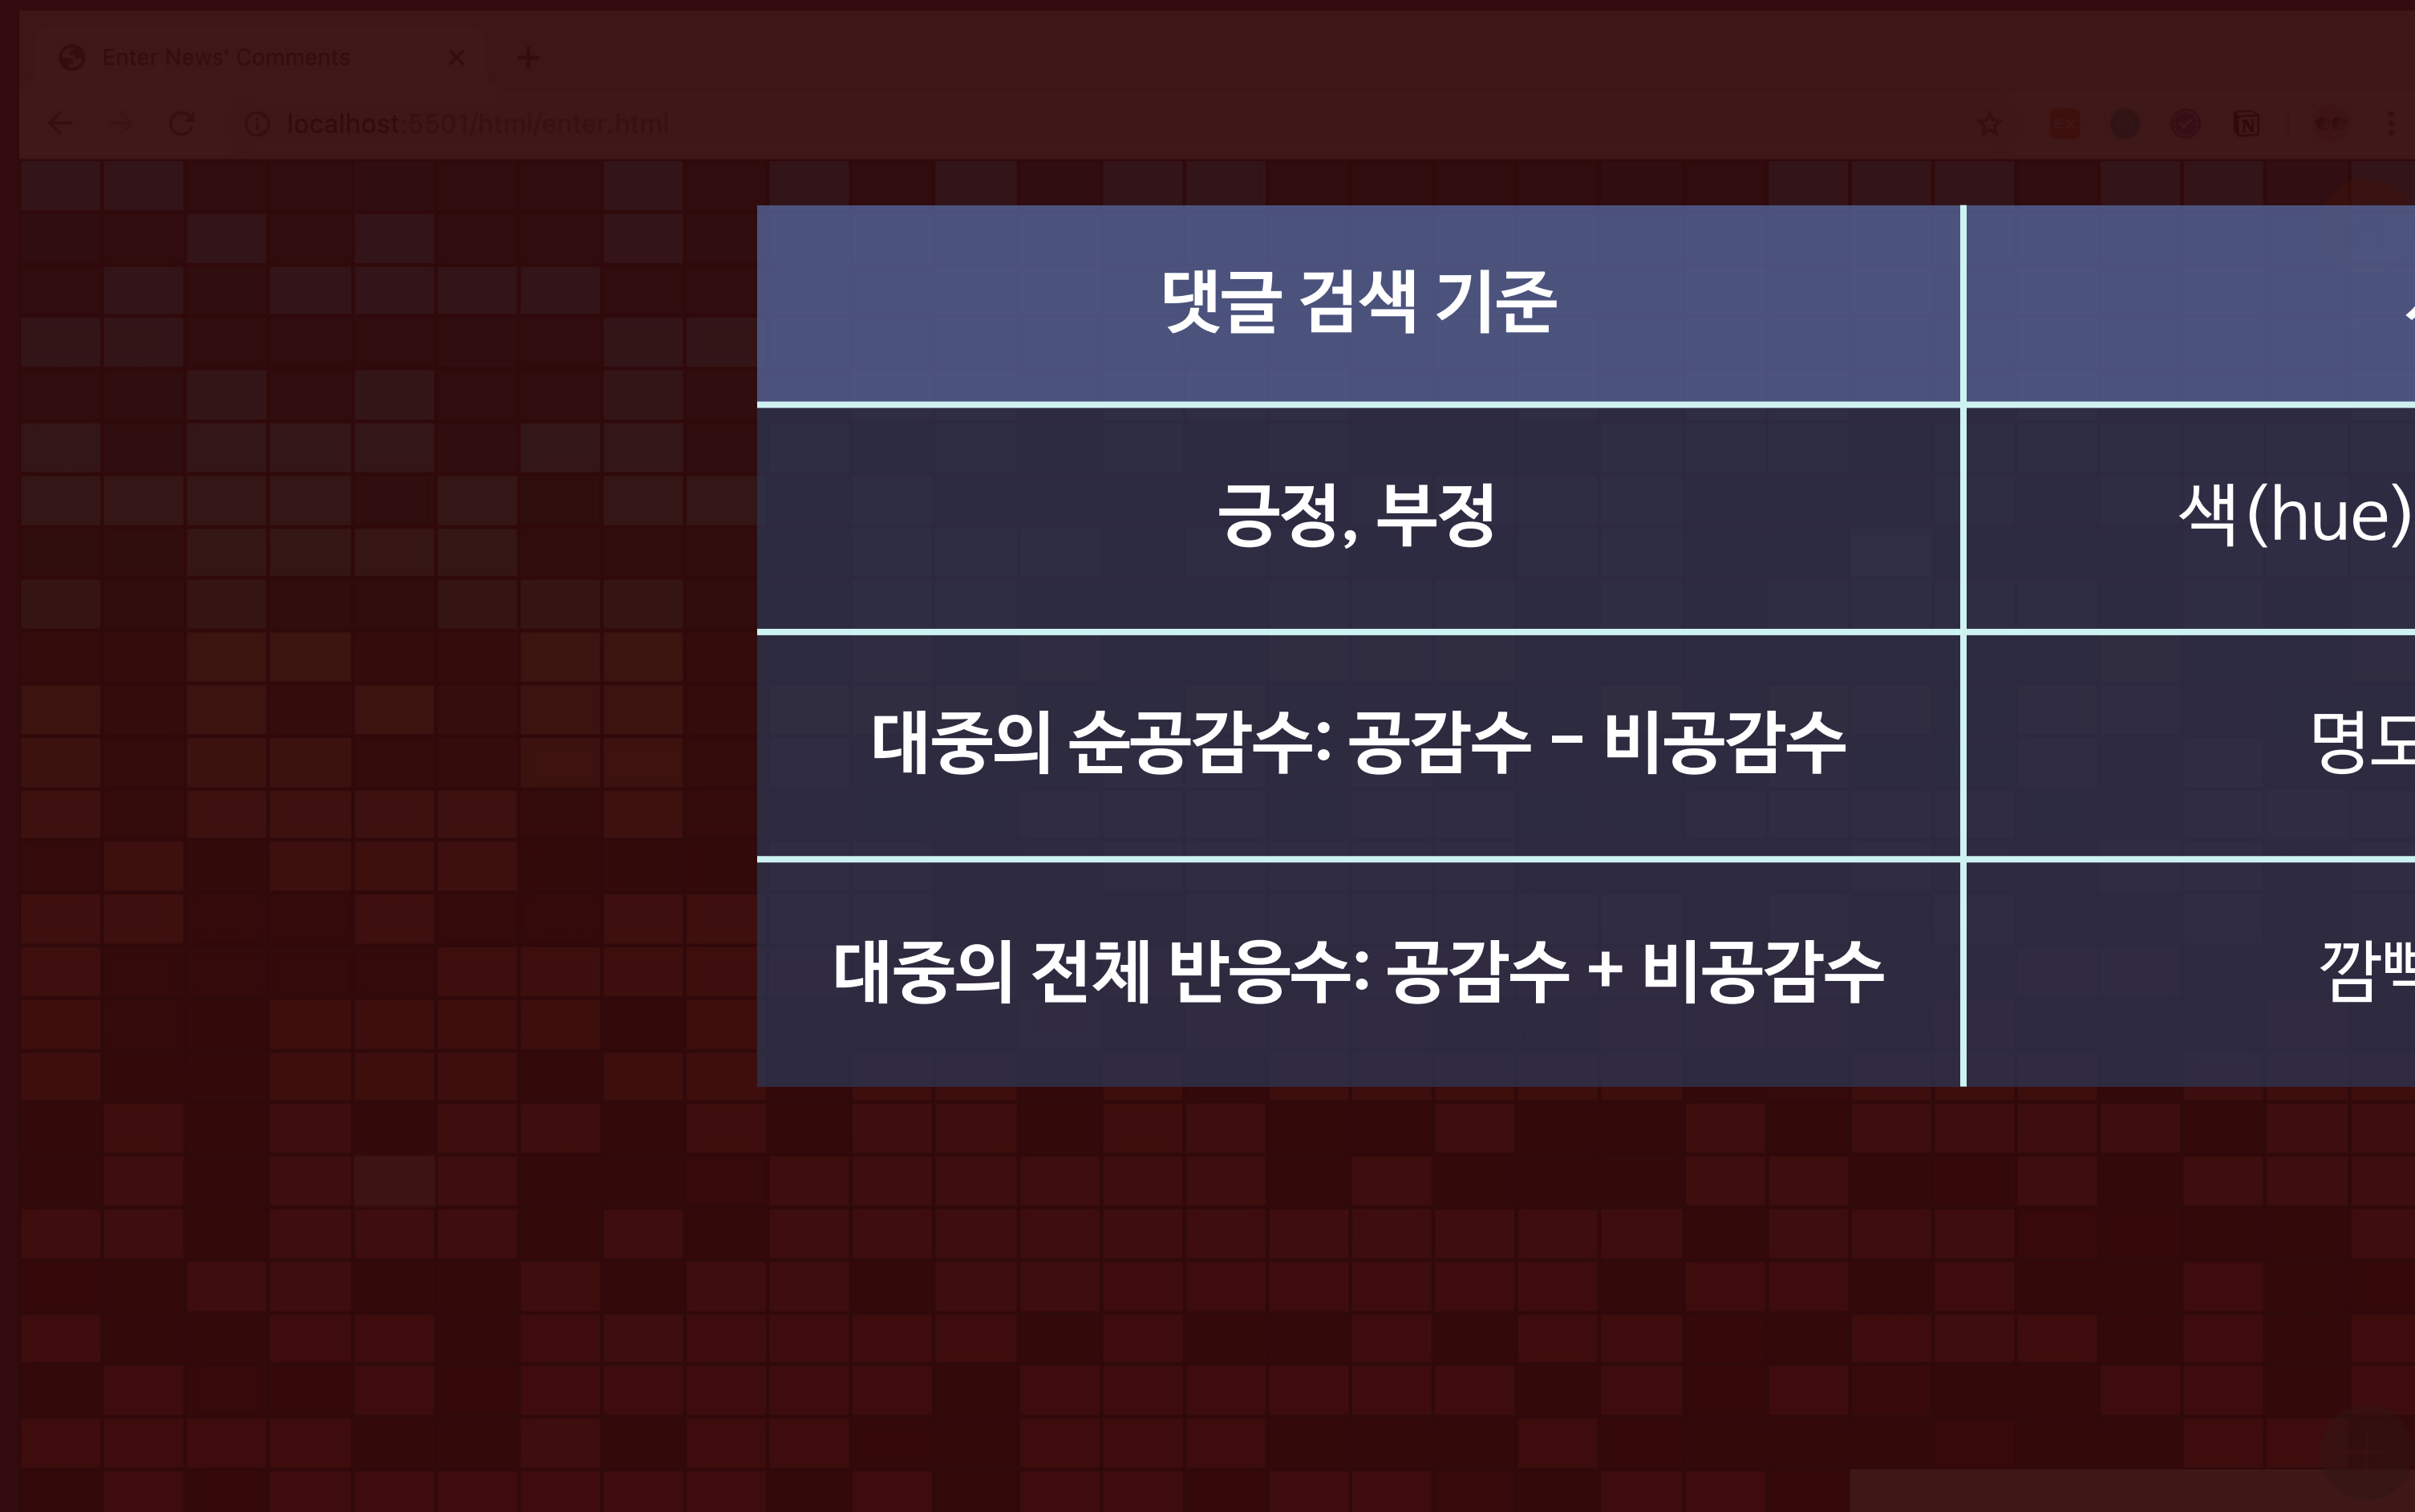 Enter News' Comments
localhost:5501/html/enter.html
댓글 검색 기준
긍정, 부정
색(hue)
대중의 순공감수: 공감수 - 비공감수
명도
대중의 전체 반응수: 공감수 + 비공감수